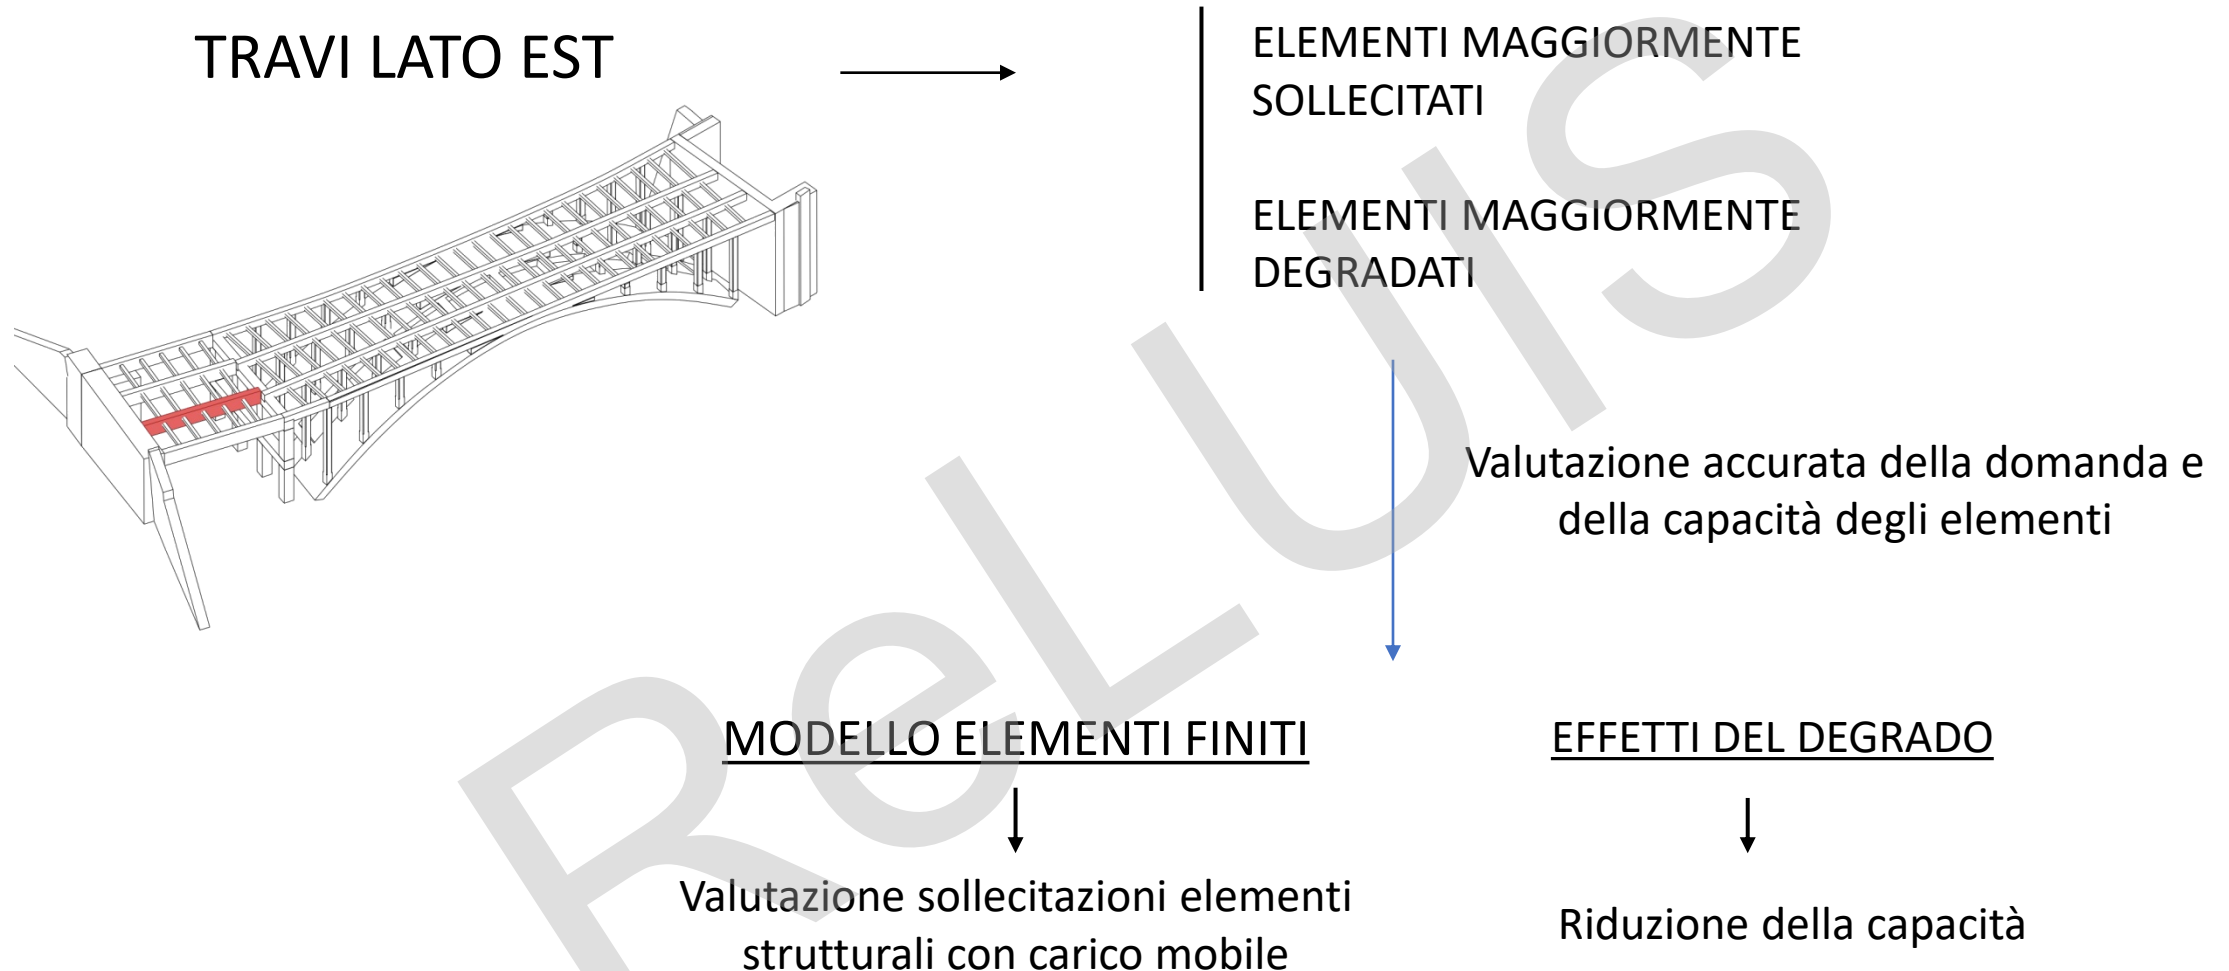 TRAVI LATO EST
ELEMENTI MAGGIORMENTE
SOLLECITATI
ELEMENTI MAGGIORMENTE
DEGRADATI
Valutazione accurata della domanda e
della capacità degli elementi
MODELLO ELEMENTI FINITI
EFFETTI DEL DEGRADO
Valutazione sollecitazioni elementi
strutturali con carico mobile
Riduzione della capacità
ReLUIS